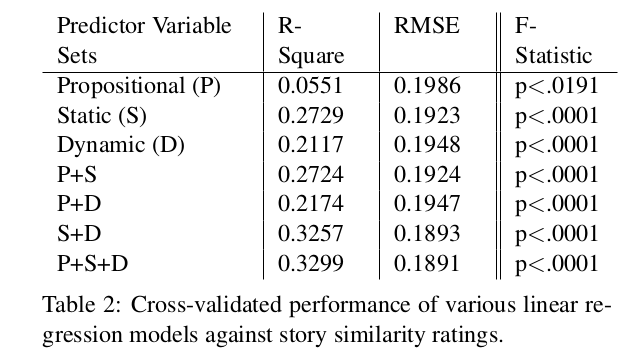 Predictor Variable Sets R-Square RMSE F-Statistic
Propositional (P) 0.0551 0.1986 p<.0191
Static (S) 0.2729 0.1923 p<.0001
Dynamic (D) 0.2117 0.1948 p<.0001
P+S 0.2724 0.1924 p<.0001
P+D 0.2174 0.1947 p<.0001
S+D 0.3257 0.1893 p<.0001
P+S+D 0.3299 0.1891 p<.0001
Table 2: Cross-validated performance of various linear re-
gression models against story similarity ratings.